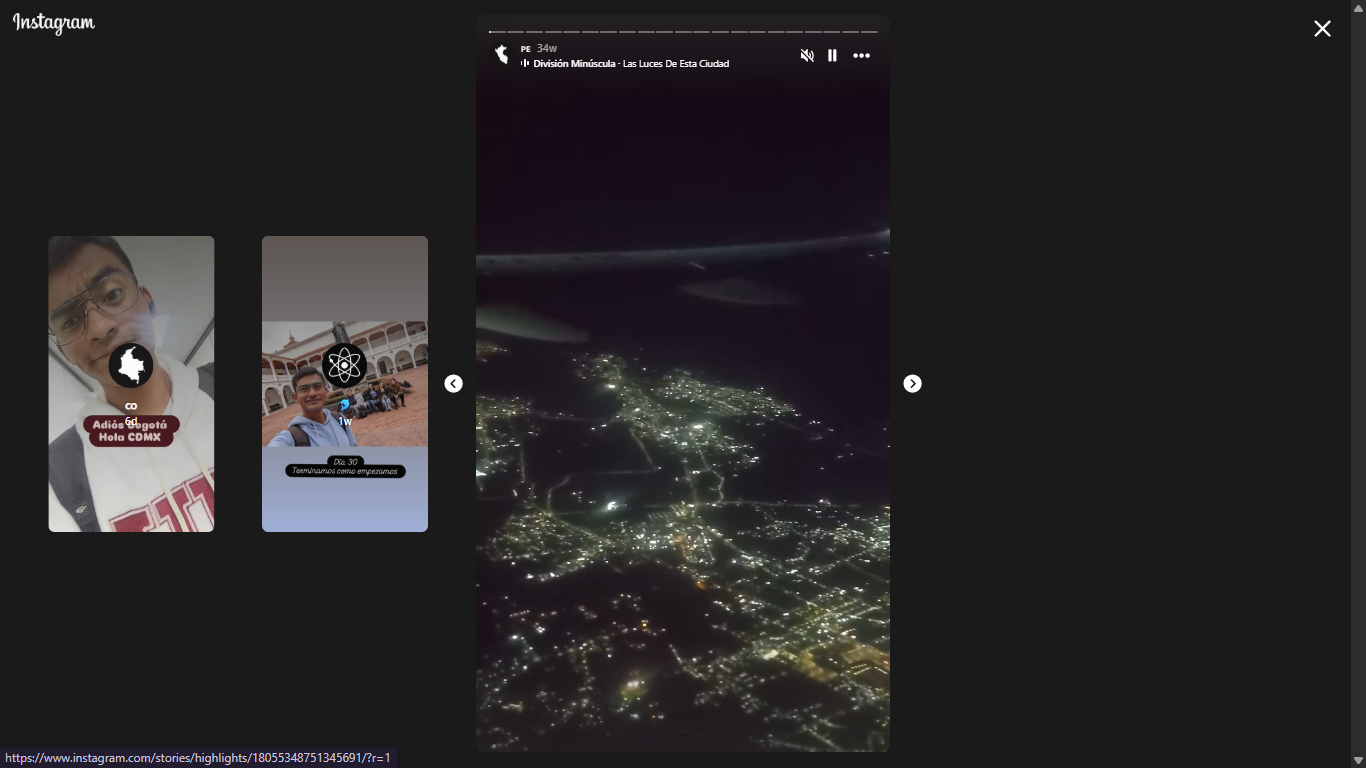 Instagram
PE 34w
División Minúscula · Las Luces De Esta Ciudad
CO
6d
Adiós Bogotá
Hola CDMX
1w
Día 30
Terminamos como empezamos
https://www.instagram.com/stories/highlights/18055348751345691/?r=1